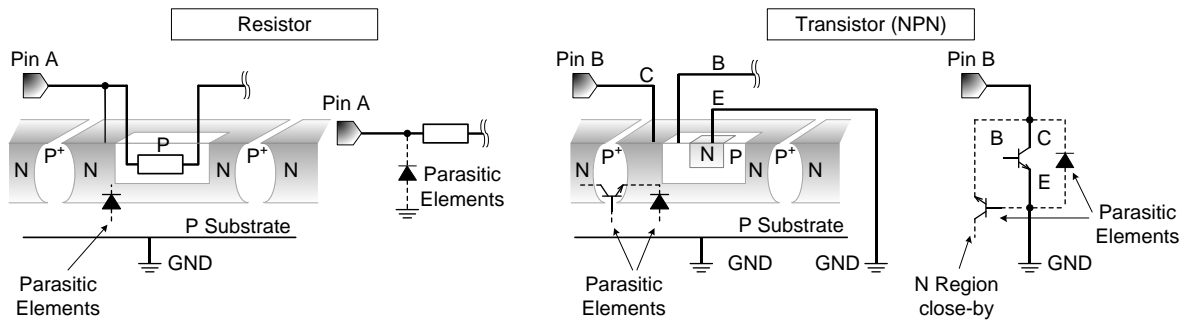 Resistor
Pin A
N
P+
N
P
N
P+
N
P Substrate
GND
Parasitic
Elements
Pin A
Parasitic
Elements
Transistor (NPN)
Pin B
C
B
E
N
P+
N
N
P
N
P+
N
P Substrate
GND
GND
Parasitic
Elements
Pin B
B
C
E
Parasitic
Elements
GND
N Region
close-by